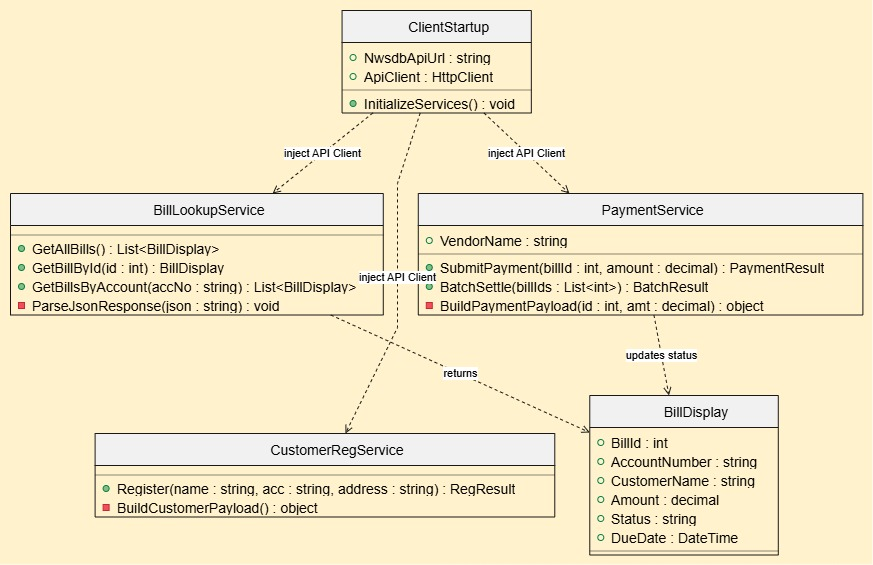 ClientStartup
NwsdbApiUrl : string
ApiClient : HttpClient
InitializeServices() : void
inject API Client
inject API Client
BillLookupService
GetAllBills() : List<BillDisplay>
GetBillById(id : int) : BillDisplay
GetBillsByAccount(accNo : string) : List<BillDisplay>
ParseJsonResponse(json : string) : void
PaymentService
VendorName : string
SubmitPayment(billId : int, amount : decimal) : PaymentResult
BatchSettle(billIds : List<int>) : BatchResult
BuildPaymentPayload(id : int, amt : decimal) : object
inject API Client
updates status
returns
CustomerRegService
Register(name : string, acc : string, address : string) : RegResult
BuildCustomerPayload() : object
BillDisplay
BillId : int
AccountNumber : string
CustomerName : string
Amount : decimal
Status : string
DueDate : DateTime